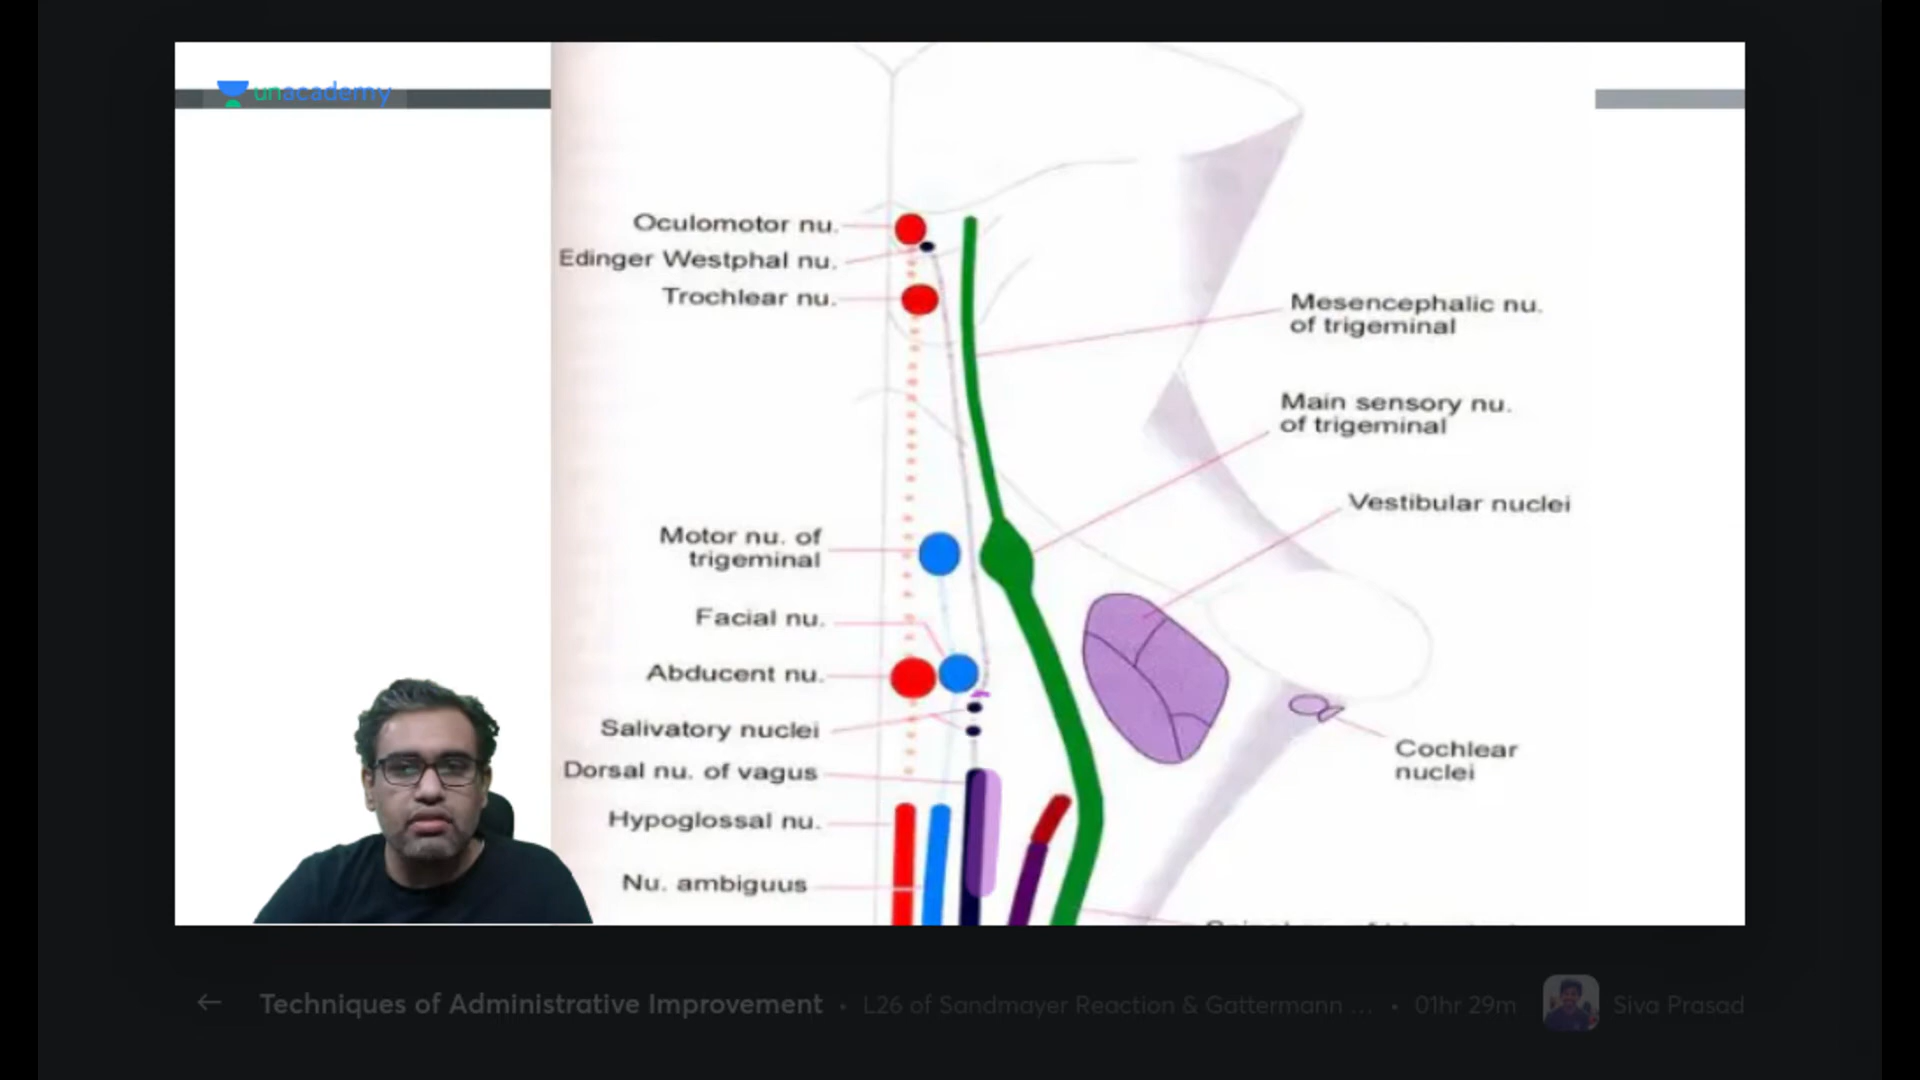 unacademy
Oculomotor nu.
Edinger Westphal nu.
Trochlear nu.
Mesencephalic nu.
of trigeminal
Main sensory nu.
of trigeminal
Vestibular nuclei
Motor nu. of
trigeminal
Facial nu.
Abducent nu.
Salivatory nuclei
Cochlear
nuclei
Dorsal nu. of vagus
Hypoglossal nu.
Nu. ambiguus
← Techniques of Administrative Improvement • L26 of Sandmayer Reaction & Gattermann ... • 01hr 29m Siva Prasad